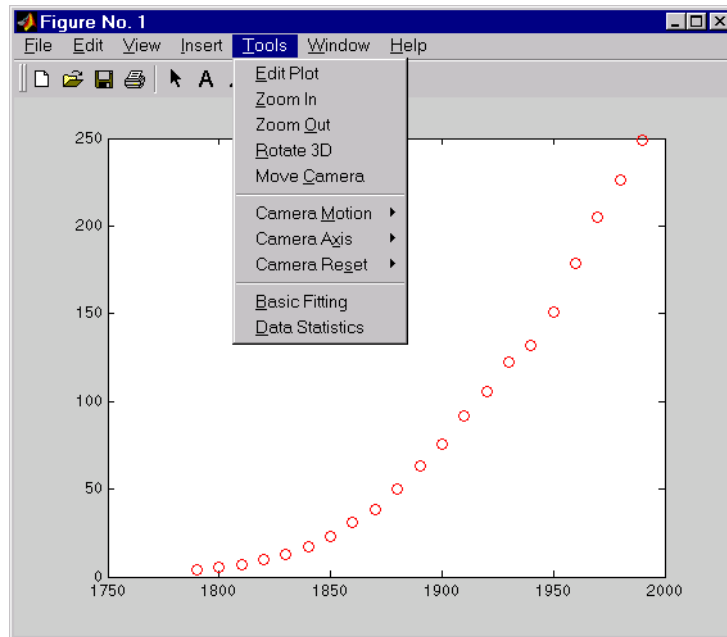 Figure No. 1
File Edit View Insert Tools Window Help
A
Edit Plot
Zoom In
Zoom Out
Rotate 3D
Move Camera
Camera Motion
Camera Axis
Camera Reset
Basic Fitting
Data Statistics
250
200
150
100
50
0
1750 1800 1850 1900 1950 2000